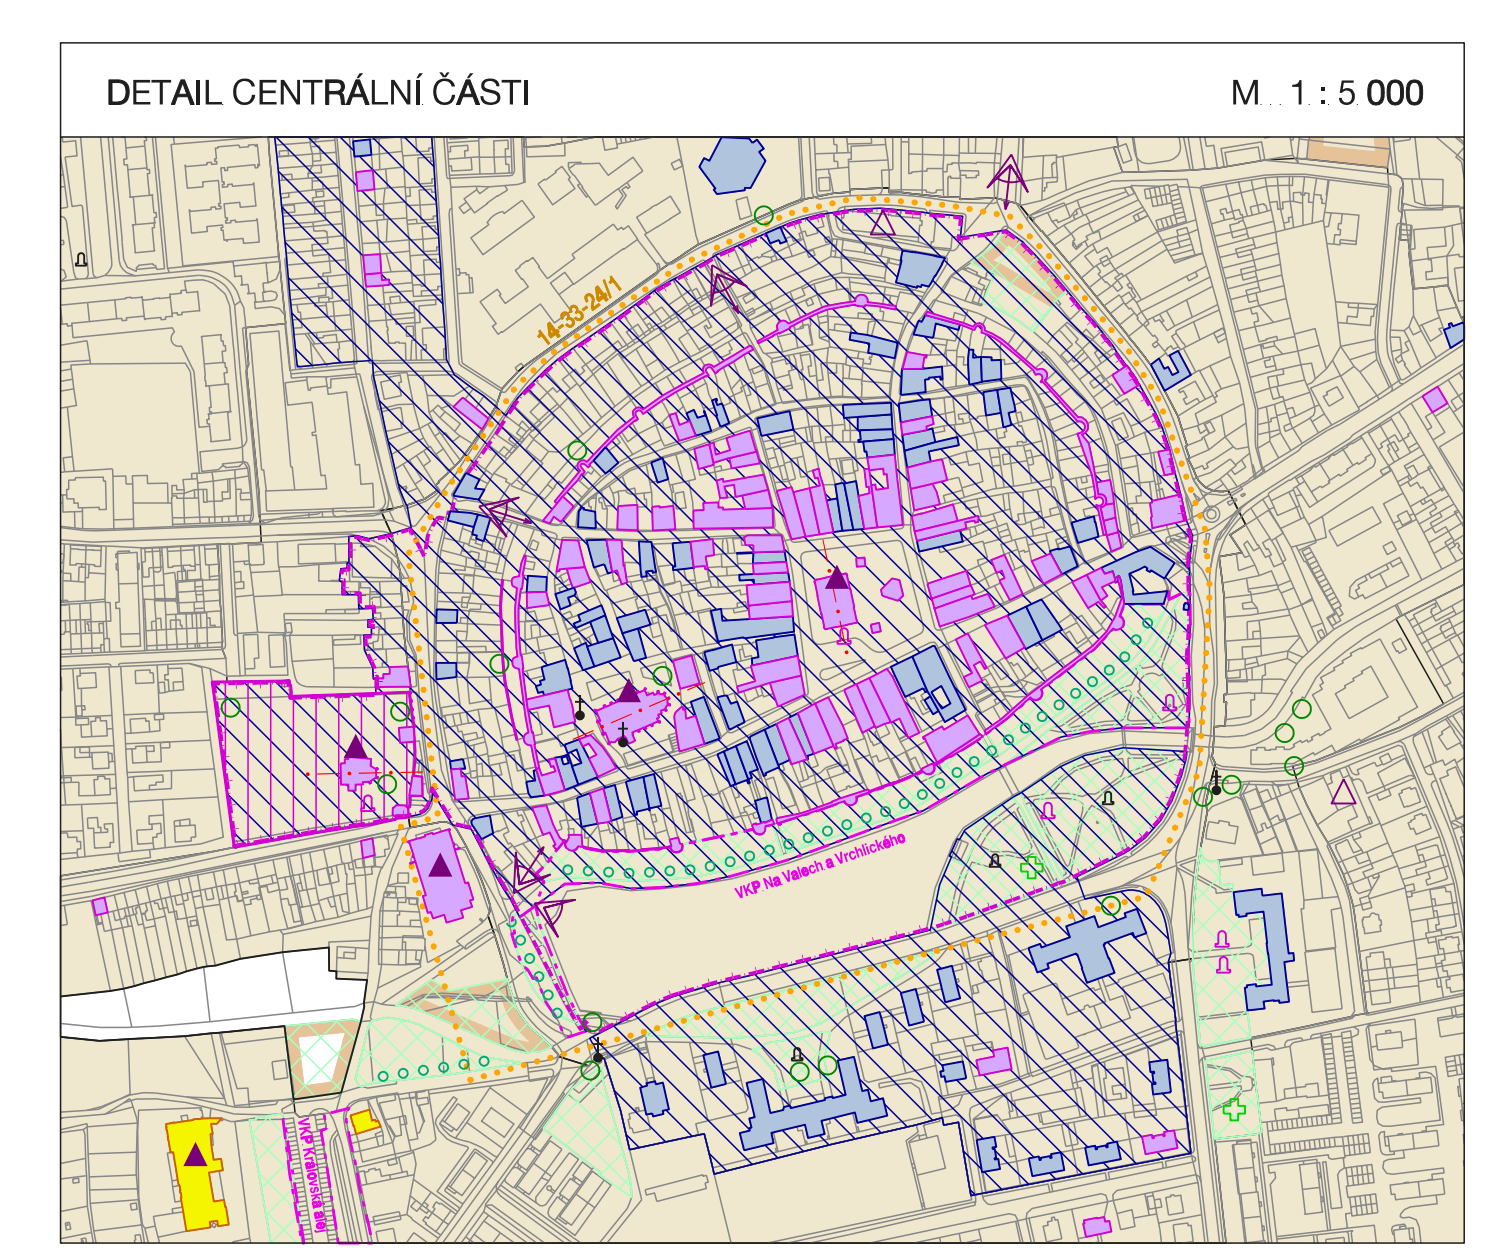 DETAIL CENTRÁLNÍ ČÁSTI
M 1 : 5 000
14-33-24/1
VKP Na Valech a Vrchlického
VKP Královská alej